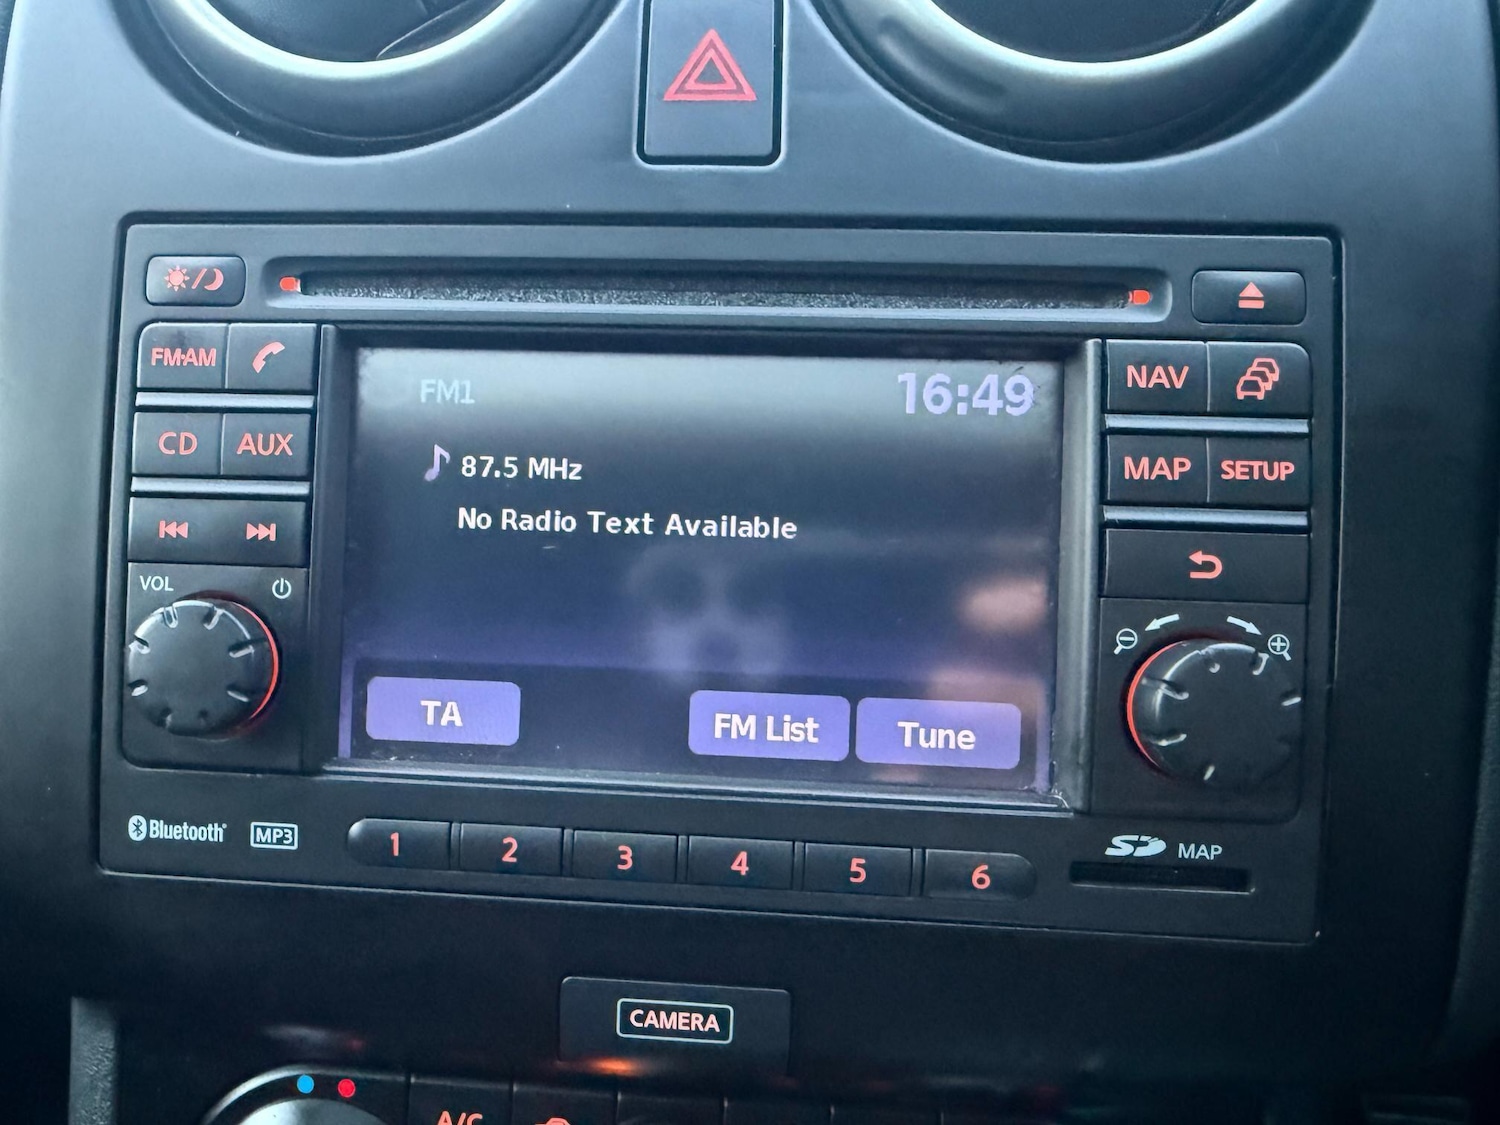 FM·AM
CD
AUX
VOL
FM1
16:49
87.5 MHz
No Radio Text Available
TA
FM List
Tune
NAV
MAP
SETUP
Bluetooth
MP3
1
2
3
4
5
6
SD MAP
CAMERA
A/C